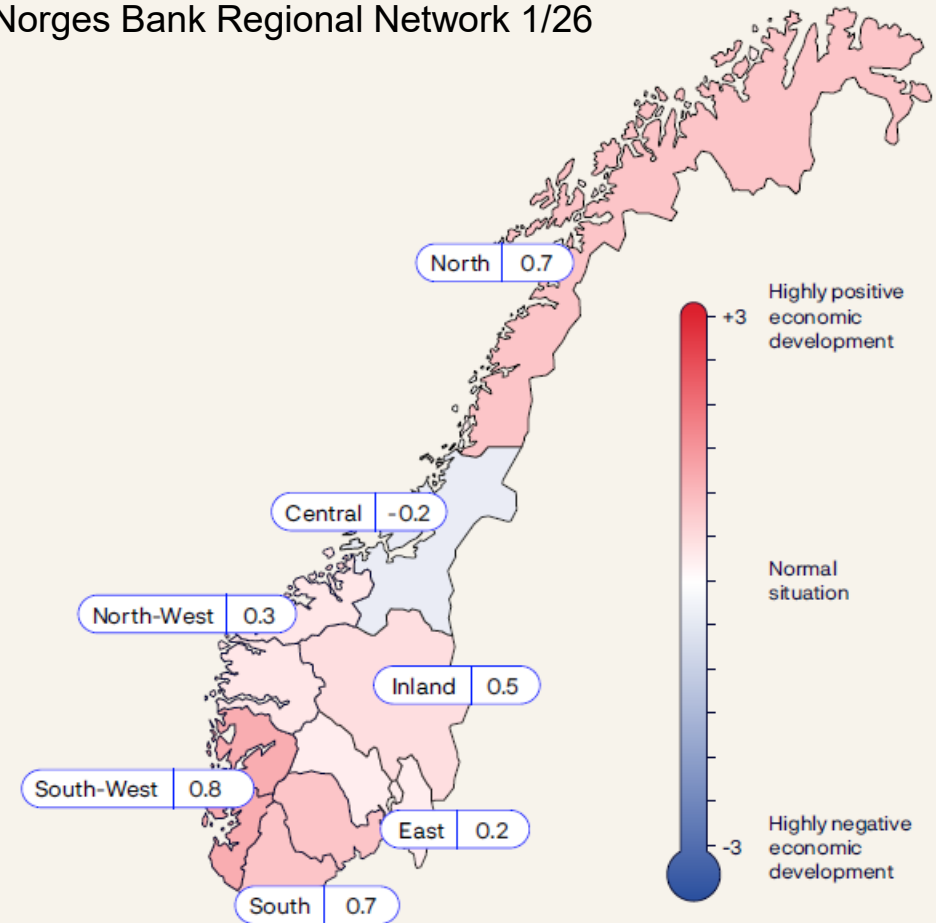 Norges Bank Regional Network 1/26
North 0.7
Highly positive
+3 economic
development
Central -0.2
Normal
situation
North-West 0.3
Inland 0.5
South-West 0.8
East 0.2
Highly negative
-3 economic
development
South 0.7